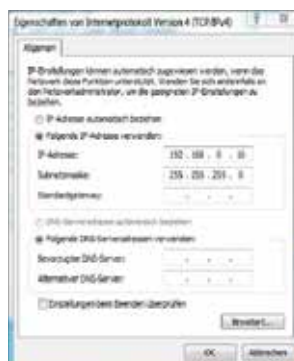 Eigenschaften von Internetprotokoll Version 4 (TCP/IPv4)
Allgemein
IP-Einstellungen können automatisch zugewiesen werden, wenn das
Netzwerk diese Funktion unterstützt. Wenden Sie sich andernfalls an
den Netzwerkadministrator, um die geeigneten IP-Einstellungen zu
beziehen.
IP-Adresse automatisch beziehen
Folgende IP-Adresse verwenden:
IP-Adresse: 192 . 168 . 0 . 10
Subnetzmaske: 255 . 255 . 255 . 0
Standardgateway:
DNS-Serveradresse automatisch beziehen
Folgende DNS-Serveradressen verwenden:
Bevorzugter DNS-Server:
Alternativer DNS-Server:
Einstellungen beim Beenden überprüfen
Erweitert...
OK Abbrechen